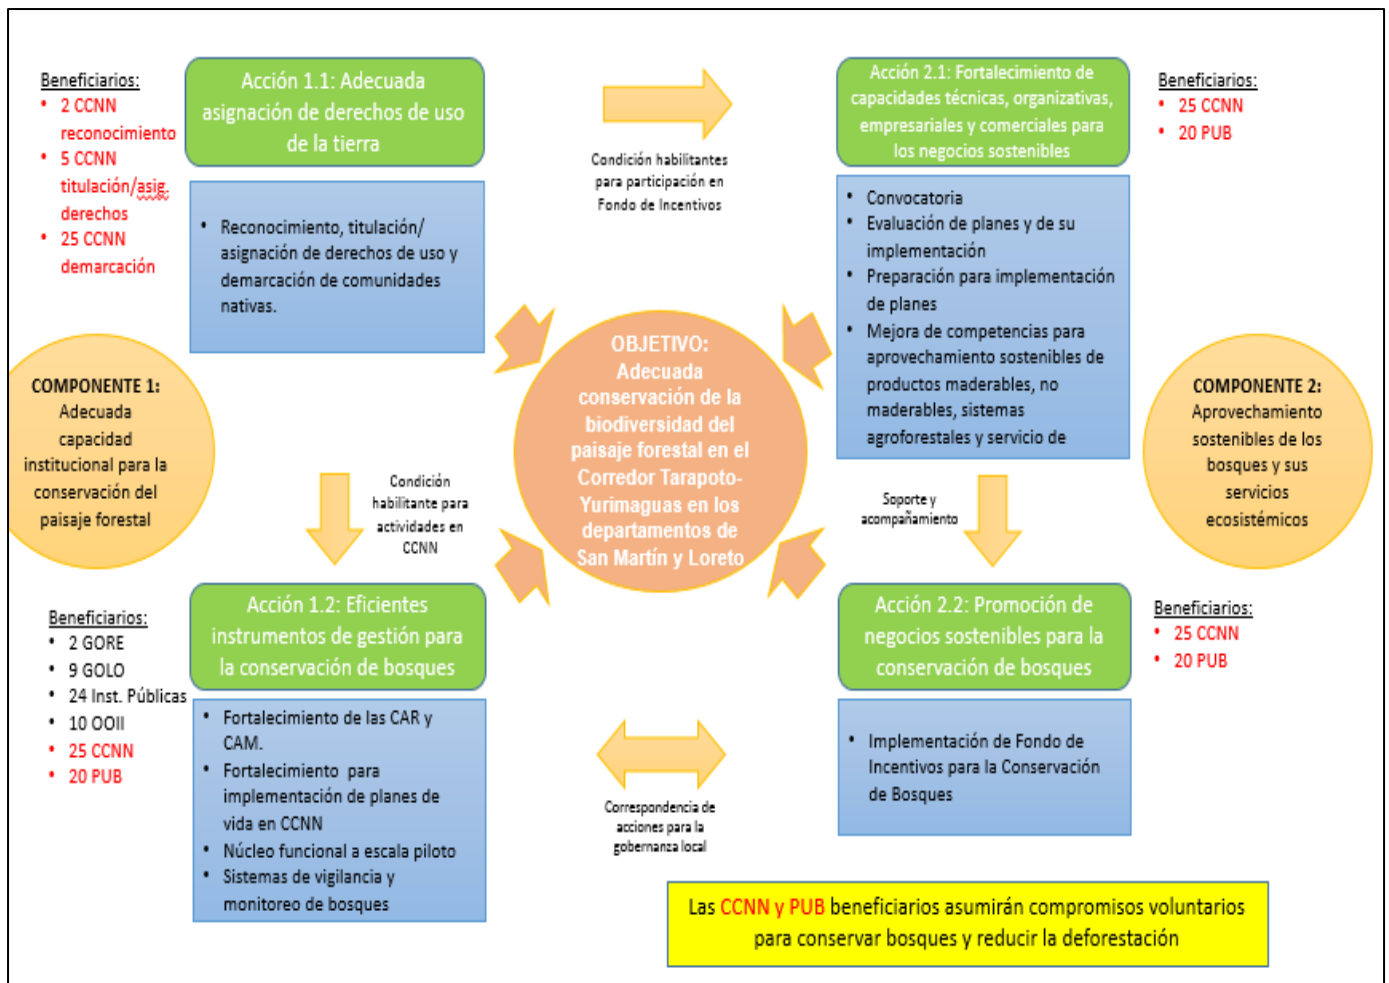 Beneficiarios:
• 2 CCNN
reconocimiento
• 5 CCNN
titulación/asig.
derechos
• 25 CCNN
demarcación
Acción 1.1: Adecuada
asignación de derechos de uso
de la tierra
• Reconocimiento, titulación/
asignación de derechos de uso y
demarcación de comunidades
nativas.
Condición habilitantes
para participación en
Fondo de Incentivos
Acción 2.1: Fortalecimiento de
capacidades técnicas, organizativas,
empresariales y comerciales para
los negocios sostenibles
• Convocatoria
• Evaluación de planes y de su
implementación
• Preparación para implementación
de planes
• Mejora de competencias para
aprovechamiento sostenibles de
productos maderables, no
maderables, sistemas
agroforestales y servicio de
Beneficiarios:
• 25 CCNN
• 20 PUB
COMPONENTE 1:
Adecuada
capacidad
institucional para la
conservación del
paisaje forestal
OBJETIVO:
Adecuada
conservación de la
biodiversidad del
paisaje forestal en el
Corredor Tarapoto-
Yurimaguas en los
departamentos de
San Martín y Loreto
COMPONENTE 2:
Aprovechamiento
sostenibles de los
bosques y sus
servicios
ecosistémicos
Condición
habilitante para
actividades en
CCNN
Soporte y
acompañamiento
Beneficiarios:
• 2 GORE
• 9 GOLO
• 24 Inst. Públicas
• 10 OOII
• 25 CCNN
• 20 PUB
Acción 1.2: Eficientes
instrumentos de gestión para
la conservación de bosques
• Fortalecimiento de las CAR y
CAM.
• Fortalecimiento para
implementación de planes de
vida en CCNN
• Núcleo funcional a escala piloto
• Sistemas de vigilancia y
monitoreo de bosques
Correspondencia de
acciones para la
gobernanza local
Acción 2.2: Promoción de
negocios sostenibles para la
conservación de bosques
• Implementación de Fondo de
Incentivos para la Conservación
de Bosques
Beneficiarios:
• 25 CCNN
• 20 PUB
Las CCNN y PUB beneficiarios asumirán compromisos voluntarios
para conservar bosques y reducir la deforestación